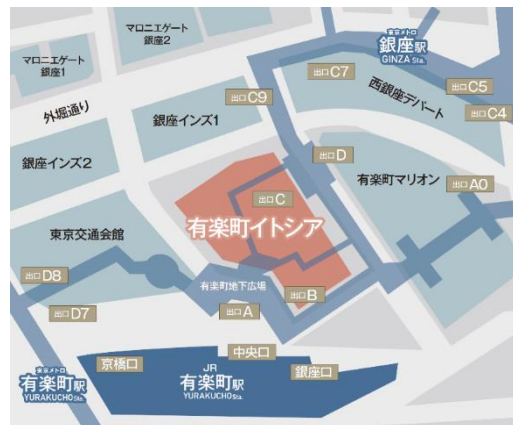 マロニエゲート
銀座2
マロニエゲート
銀座1
東京メトロ
銀座駅
GINZA Sta.
出口C7
出口C5
出口C4
西銀座デパート
外堀通り
出口C9
銀座インズ1
銀座インズ2
出口D
有楽町マリオン
出口A0
出口C
有楽町イトシア
東京交通会館
出口D8
有楽町地下広場
出口B
出口D7
出口A
中央口
京橋口
JR
有楽町駅
YURAKUCHO Sta.
銀座口
東京メトロ
有楽町駅
YURAKUCHO Sta.